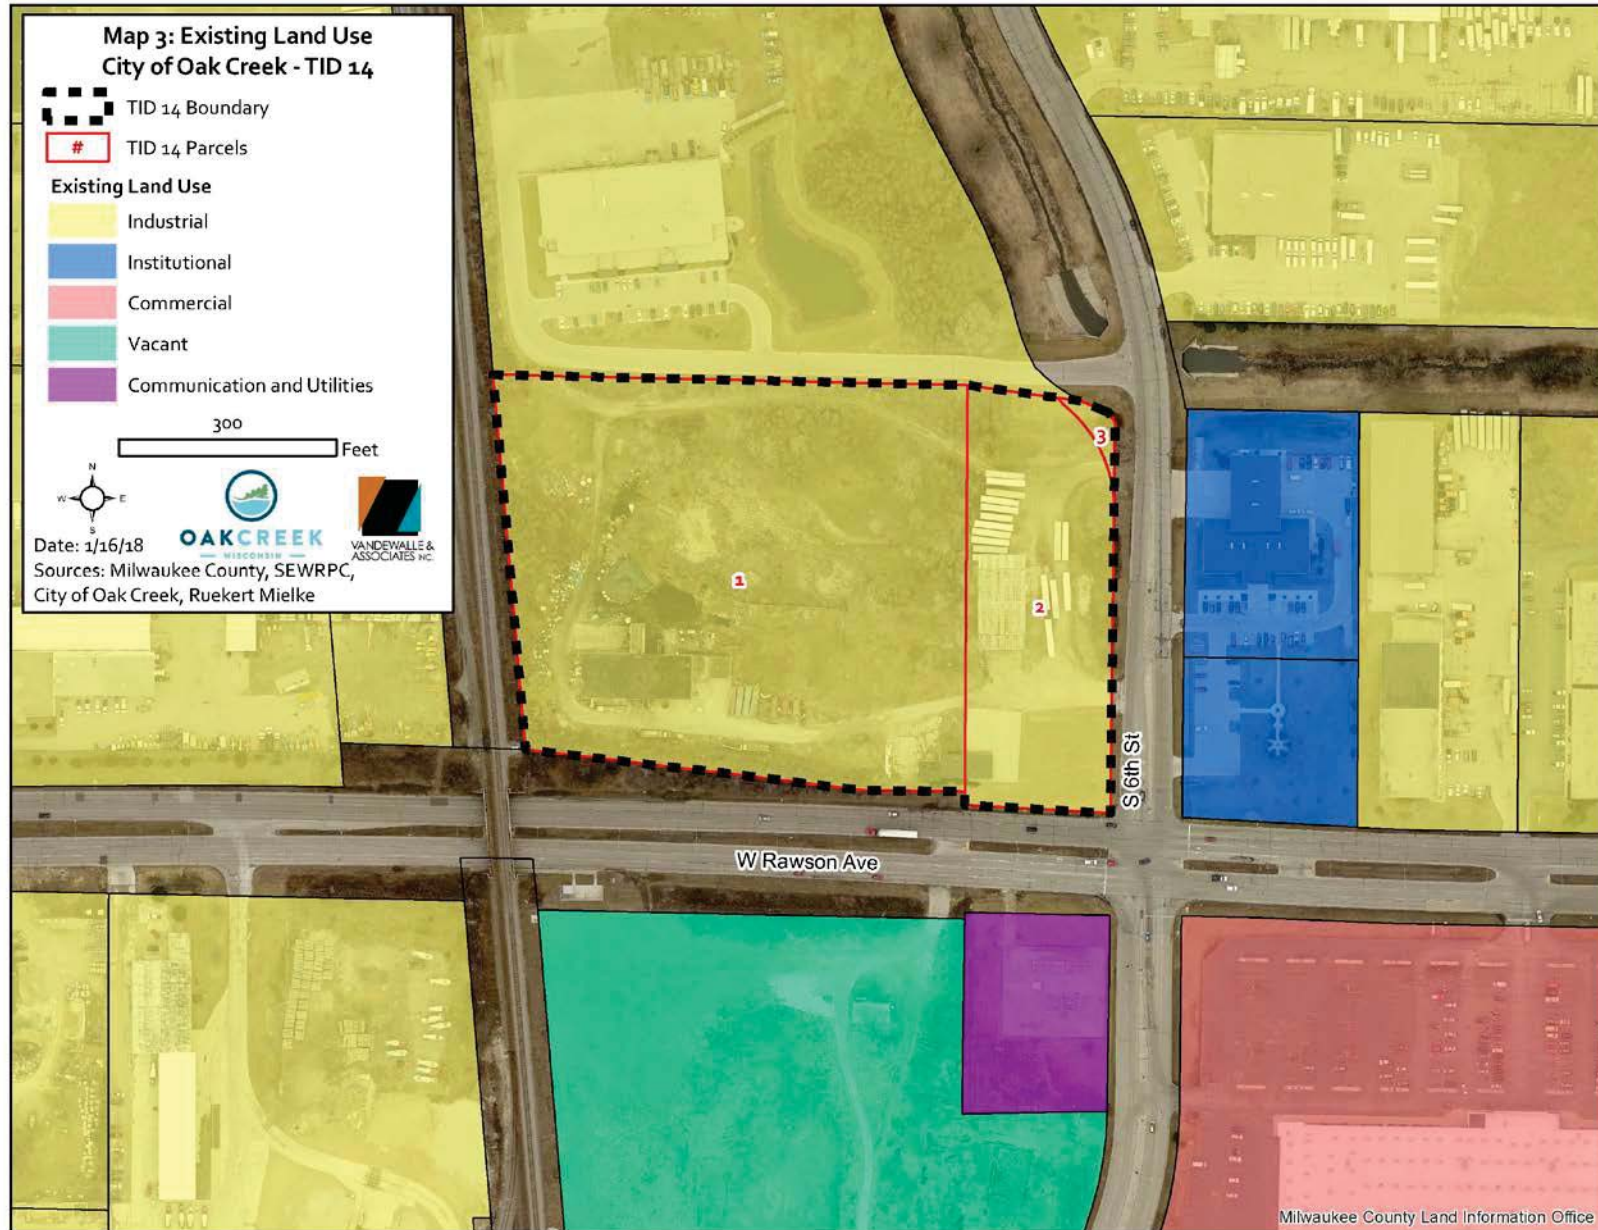 Map 3: Existing Land Use
City of Oak Creek - TID 14
TID 14 Boundary
#
TID 14 Parcels
Existing Land Use
Industrial
Institutional
Commercial
Vacant
Communication and Utilities
300
Feet
N
W
E
S
OAKCREEK
WISCONSIN
VANDEWALLE &
ASSOCIATES INC.
Date: 1/16/18
Sources: Milwaukee County, SEWRPC,
City of Oak Creek, Ruekert Mielke
3
1
2
S 6th St
W Rawson Ave
Milwaukee County Land Information Office